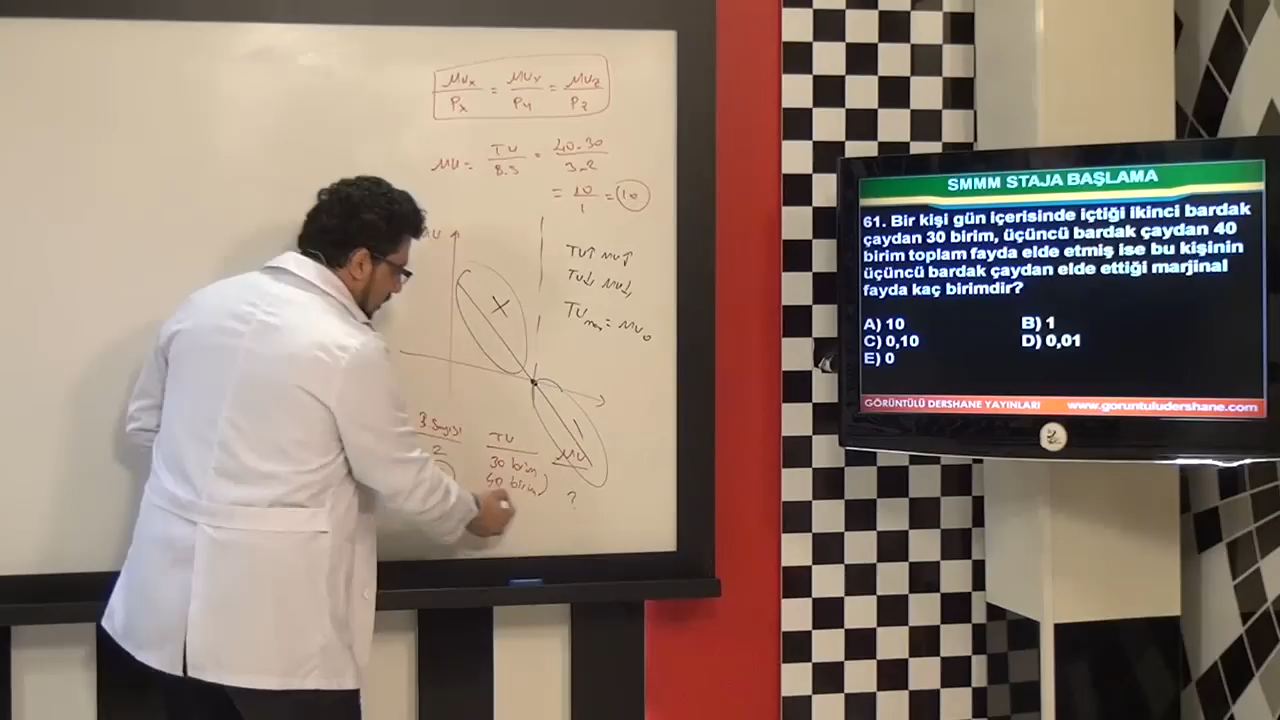 MUx/Px = MUy/Py = MUz/Pz
MU = TU/B.S = 40-30/3-2
= 10/1 = 10
TU↑ MU↑
TU↓ MU↓
TUmax = MU0
U
X
TU
MU
2
30 birim
40 birim
?
SMMM STAJA BAŞLAMA
61. Bir kişi gün içerisinde içtiği ikinci bardak
çaydan 30 birim, üçüncü bardak çaydan 40
birim toplam fayda elde etmiş ise bu kişinin
üçüncü bardak çaydan elde ettiği marjinal
fayda kaç birimdir?
A) 10 B) 1
C) 0,10 D) 0,01
E) 0
GÖRÜNTÜLÜ DERSHANE YAYINLARI www.goruntuludershane.com